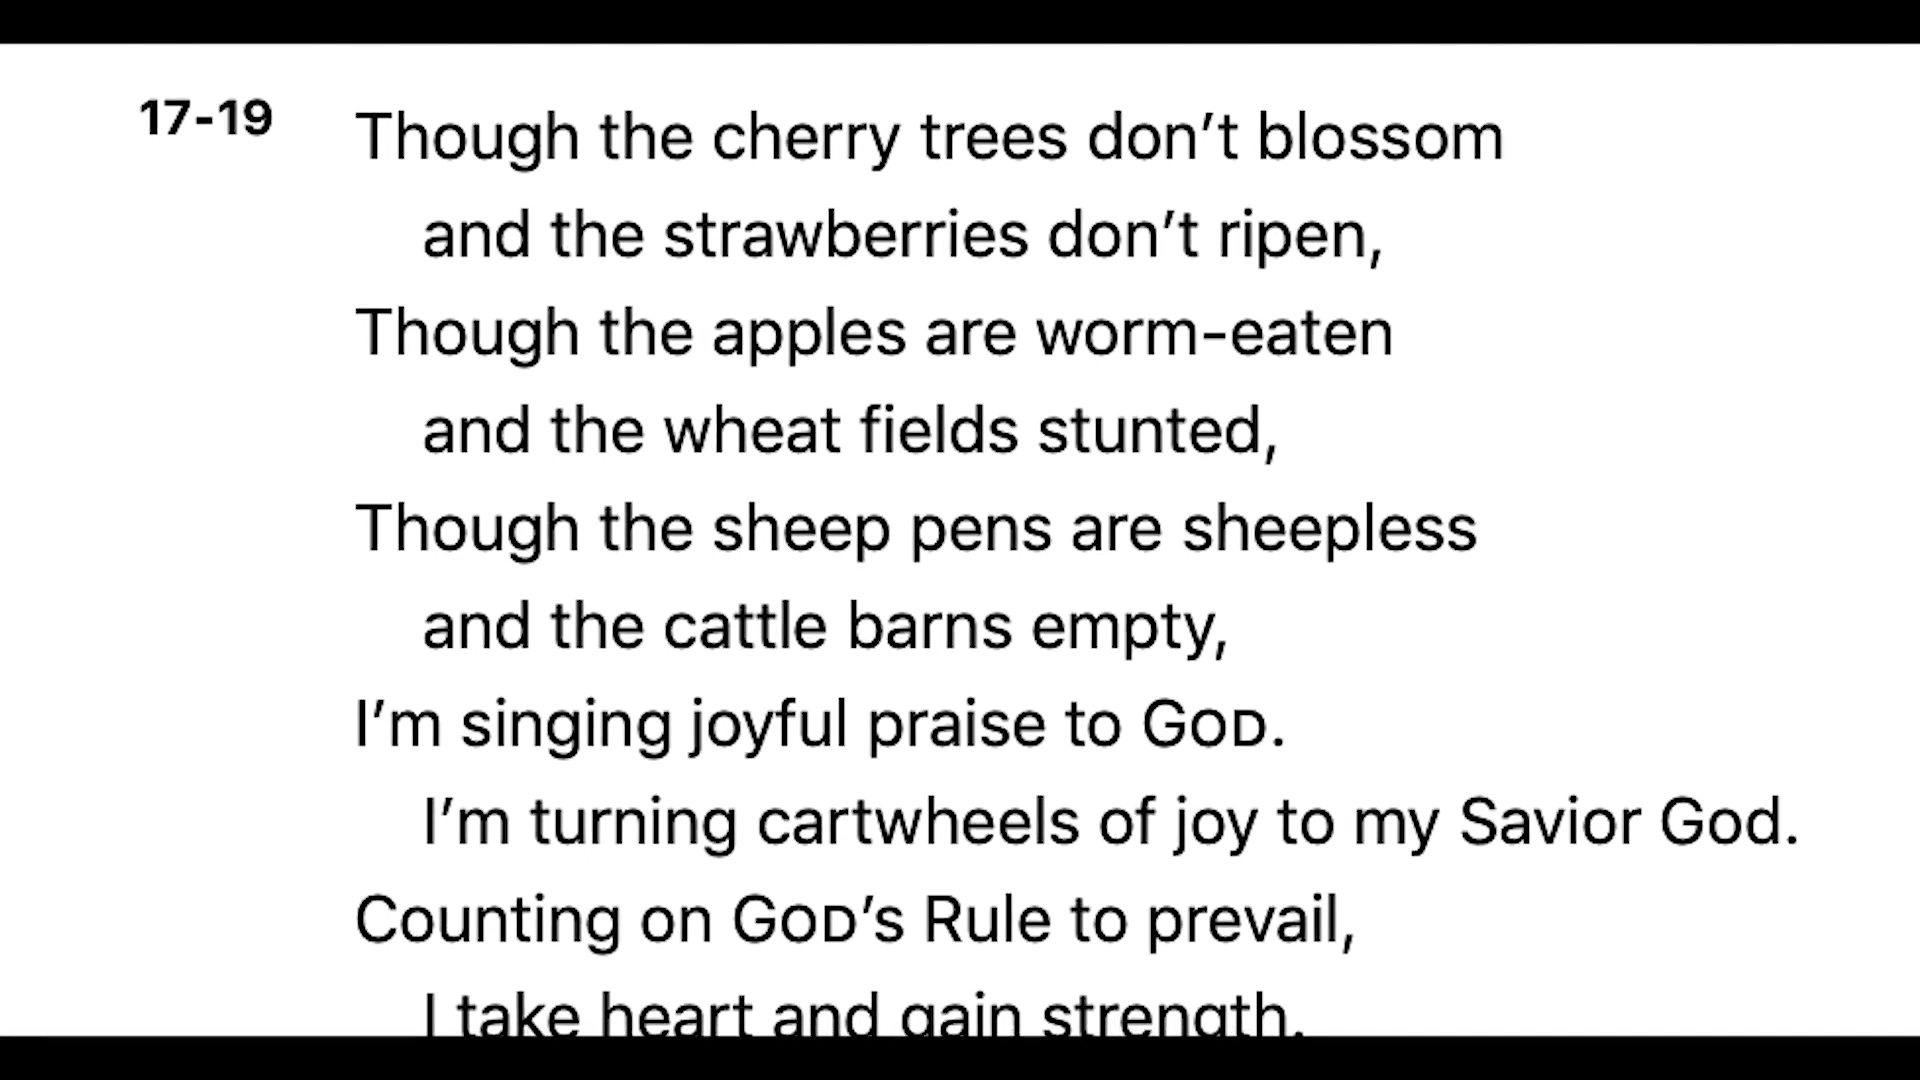 17-19 Though the cherry trees don’t blossom
and the strawberries don’t ripen,
Though the apples are worm-eaten
and the wheat fields stunted,
Though the sheep pens are sheepless
and the cattle barns empty,
I’m singing joyful praise to GOD.
I’m turning cartwheels of joy to my Savior God.
Counting on GOD’s Rule to prevail,
I take heart and gain strength.